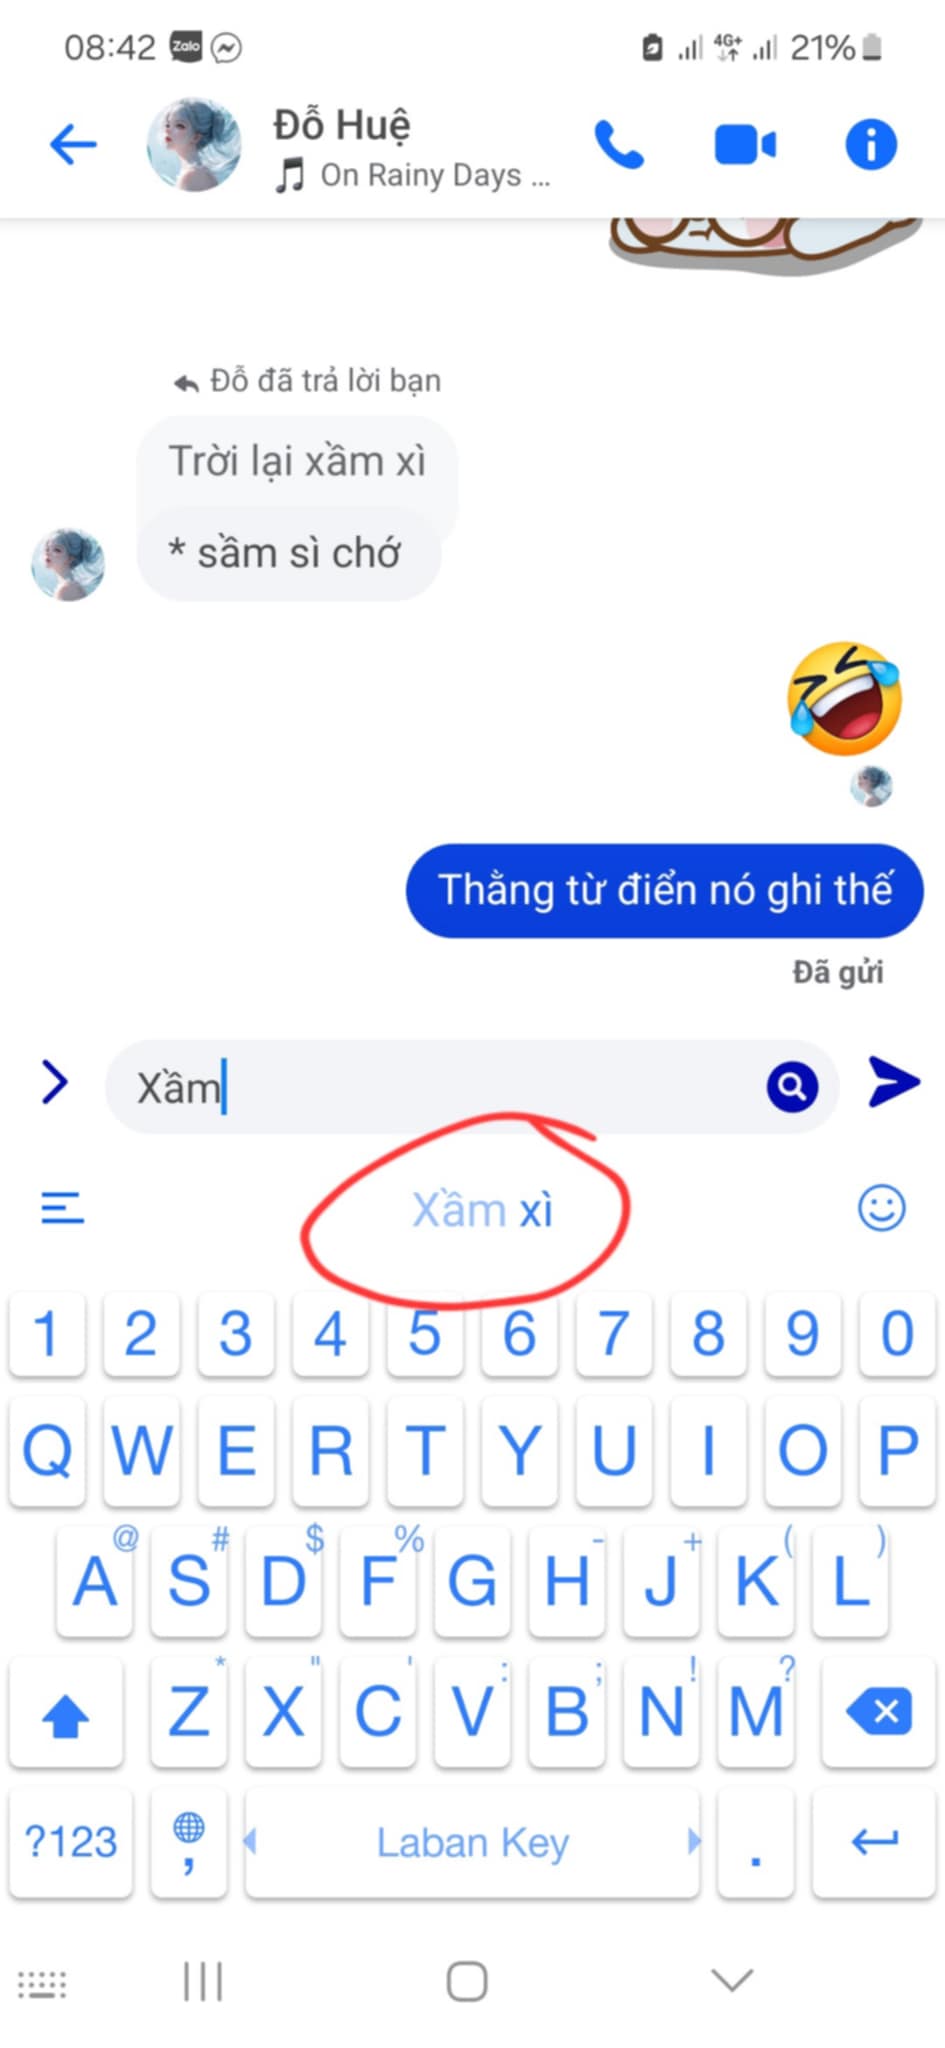 08:42 Zalo 4G+ 21%
Đỗ Huệ
On Rainy Days ...
Đỗ đã trả lời bạn
Trời lại xầm xì
* sầm sì chớ
Thằng từ điển nó ghi thế
Đã gửi
Xầm
Xầm xì
1 2 3 4 5 6 7 8 9 0
Q W E R T Y U I O P
@ # $ % - + ( )
A S D F G H J K L
* " ' : ; ! ?
Z X C V B N M
?123 , Laban Key .